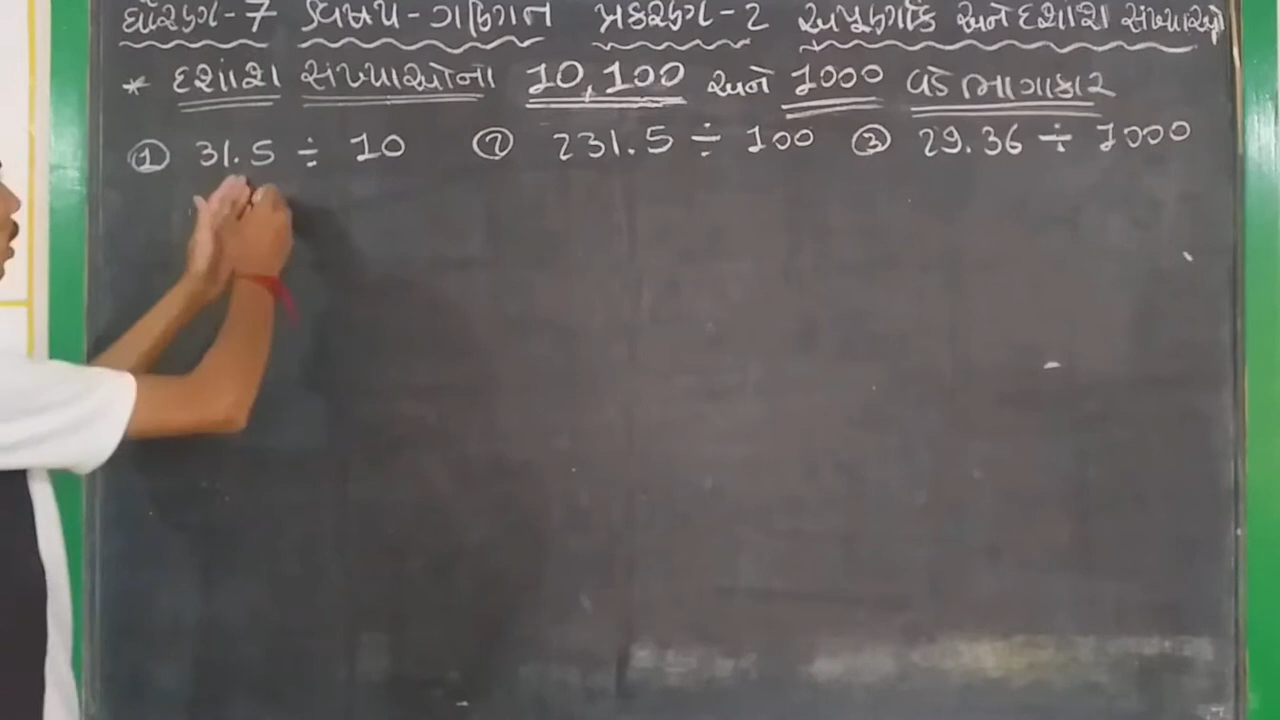 ધોરણ-7 વિષય-ગણિત પ્રકરણ-2 અપૂર્ણાંક અને દશાંશ સંખ્યાઓ
* દશાંશ સંખ્યાઓના 10,100 અને 1000 વડે ભાગાકાર
① 31.5 ÷ 10 ② 231.5 ÷ 100 ③ 29.36 ÷ 1000